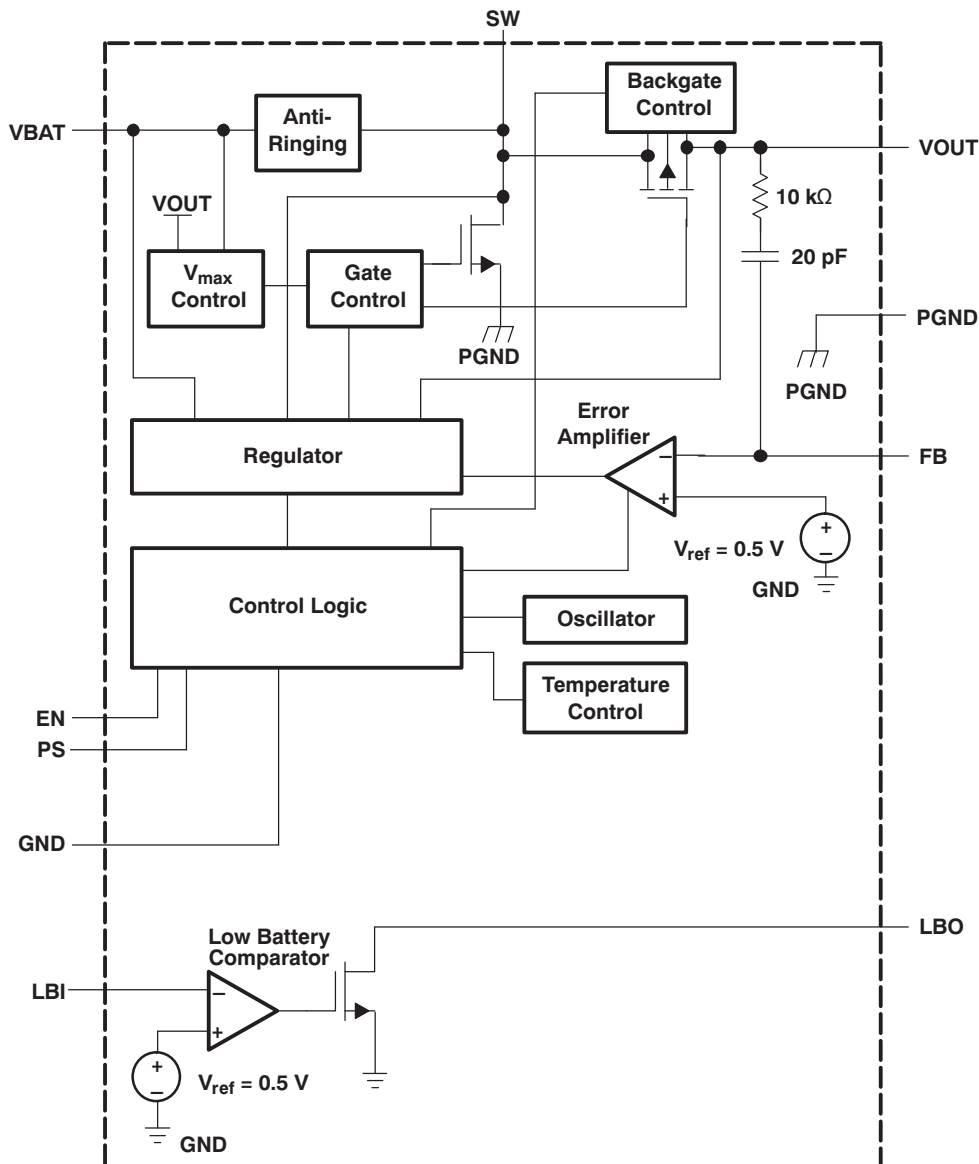 SW
Backgate
Control
Anti-
Ringing
VBAT
VOUT
10 kΩ
VOUT
20 pF
Vmax
Control
Gate
Control
PGND
PGND
PGND
Error
Amplifier
Regulator
−
FB
+
+
Vref = 0.5 V
−
GND
Control Logic
Oscillator
Temperature
Control
EN
PS
GND
LBO
Low Battery
Comparator
LBI
−
+
+
Vref = 0.5 V
−
GND